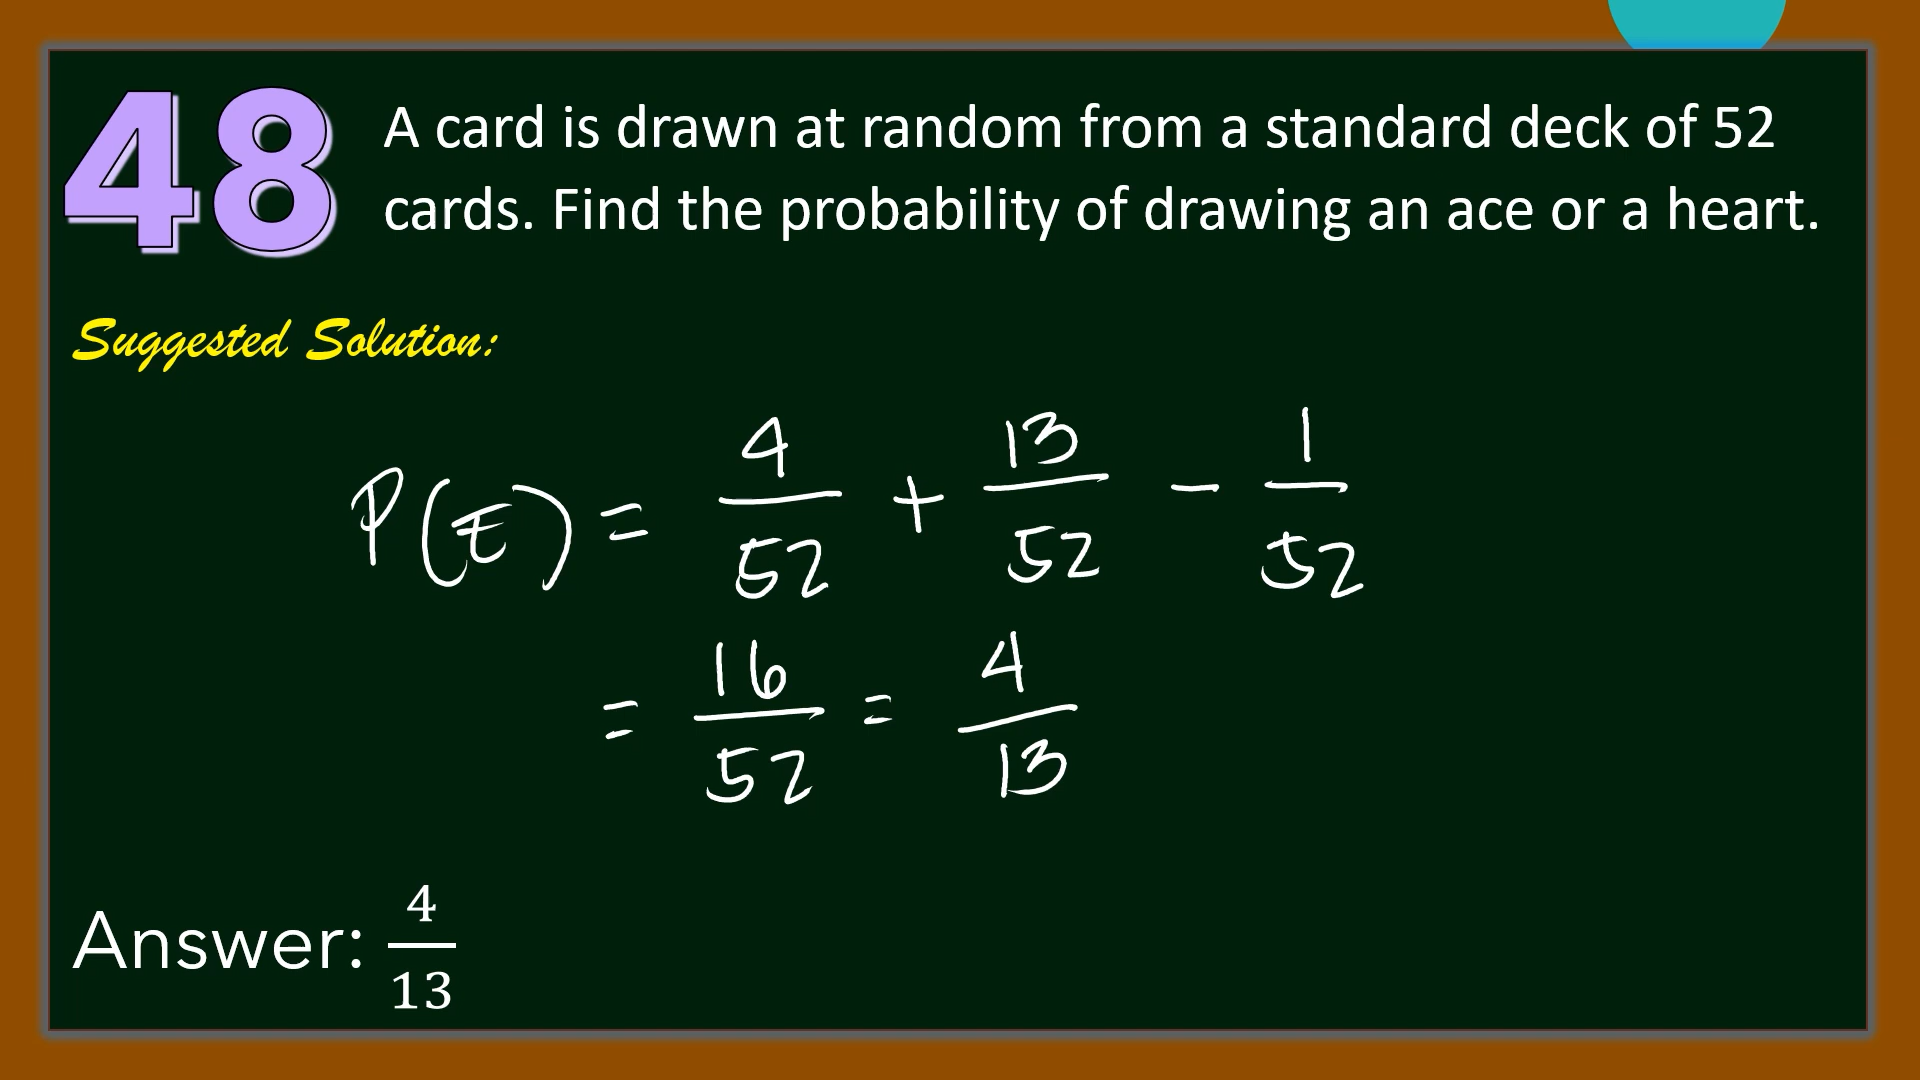 48
A card is drawn at random from a standard deck of 52
cards. Find the probability of drawing an ace or a heart.
Suggested Solution:
P(E) = 4/52 + 13/52 - 1/52
= 16/52 = 4/13
Answer: 4/13